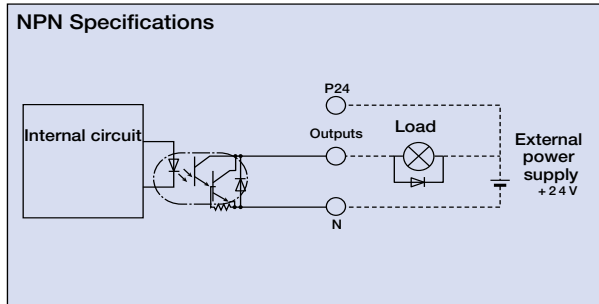 NPN Specifications
P24
Internal circuit
Outputs
Load
External
power
supply
+24V
N